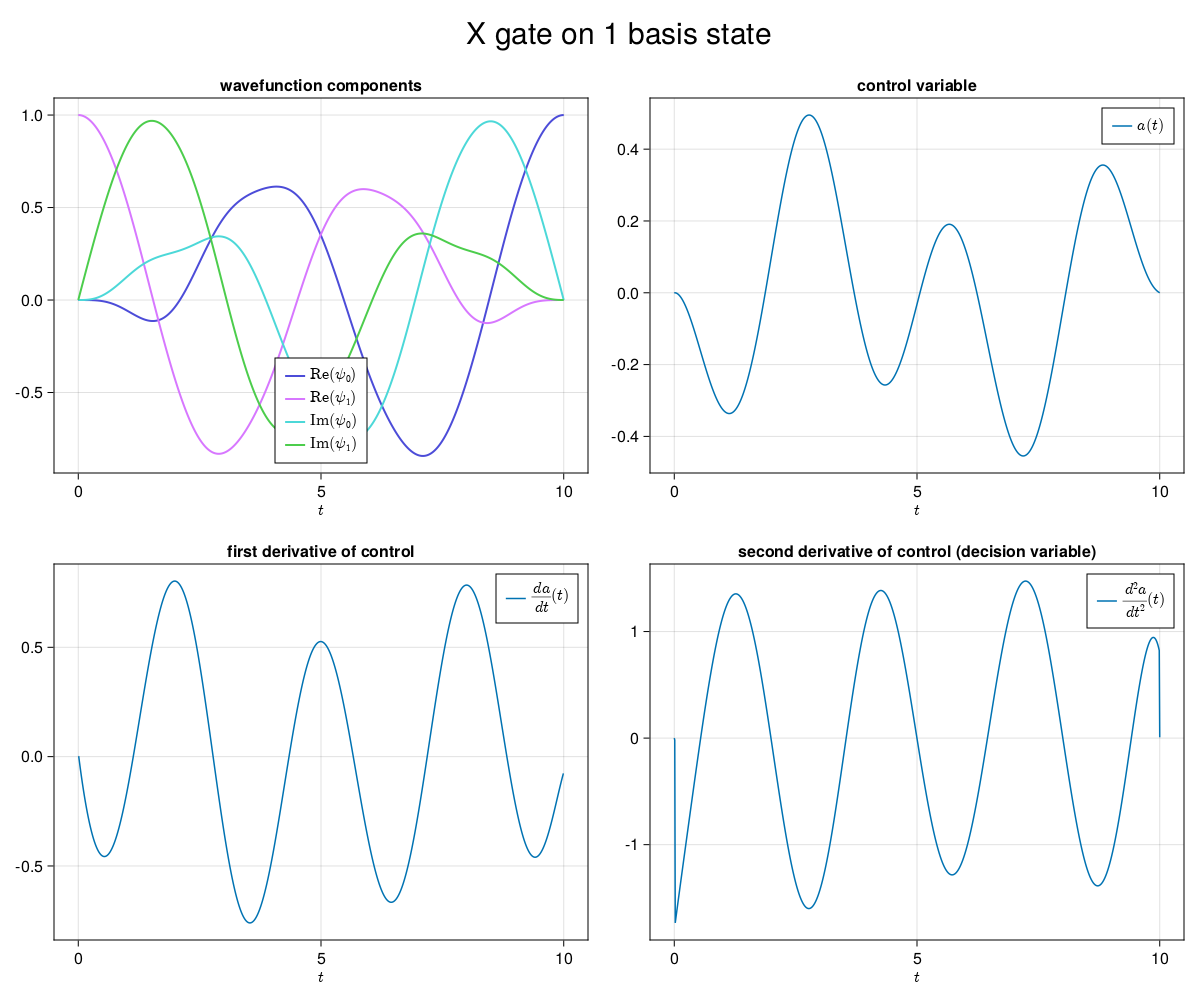 X gate on 1 basis state
wavefunction components
1.0
0.5
0.0
-0.5
Re(ψ₀)
Re(ψ₁)
Im(ψ₀)
Im(ψ₁)
0 5 10
t
control variable
0.4
0.2
0.0
-0.2
-0.4
a(t)
0 5 10
t
first derivative of control
0.5
0.0
-0.5
da/dt(t)
0 5 10
t
second derivative of control (decision variable)
1
0
-1
d²a/dt²(t)
0 5 10
t